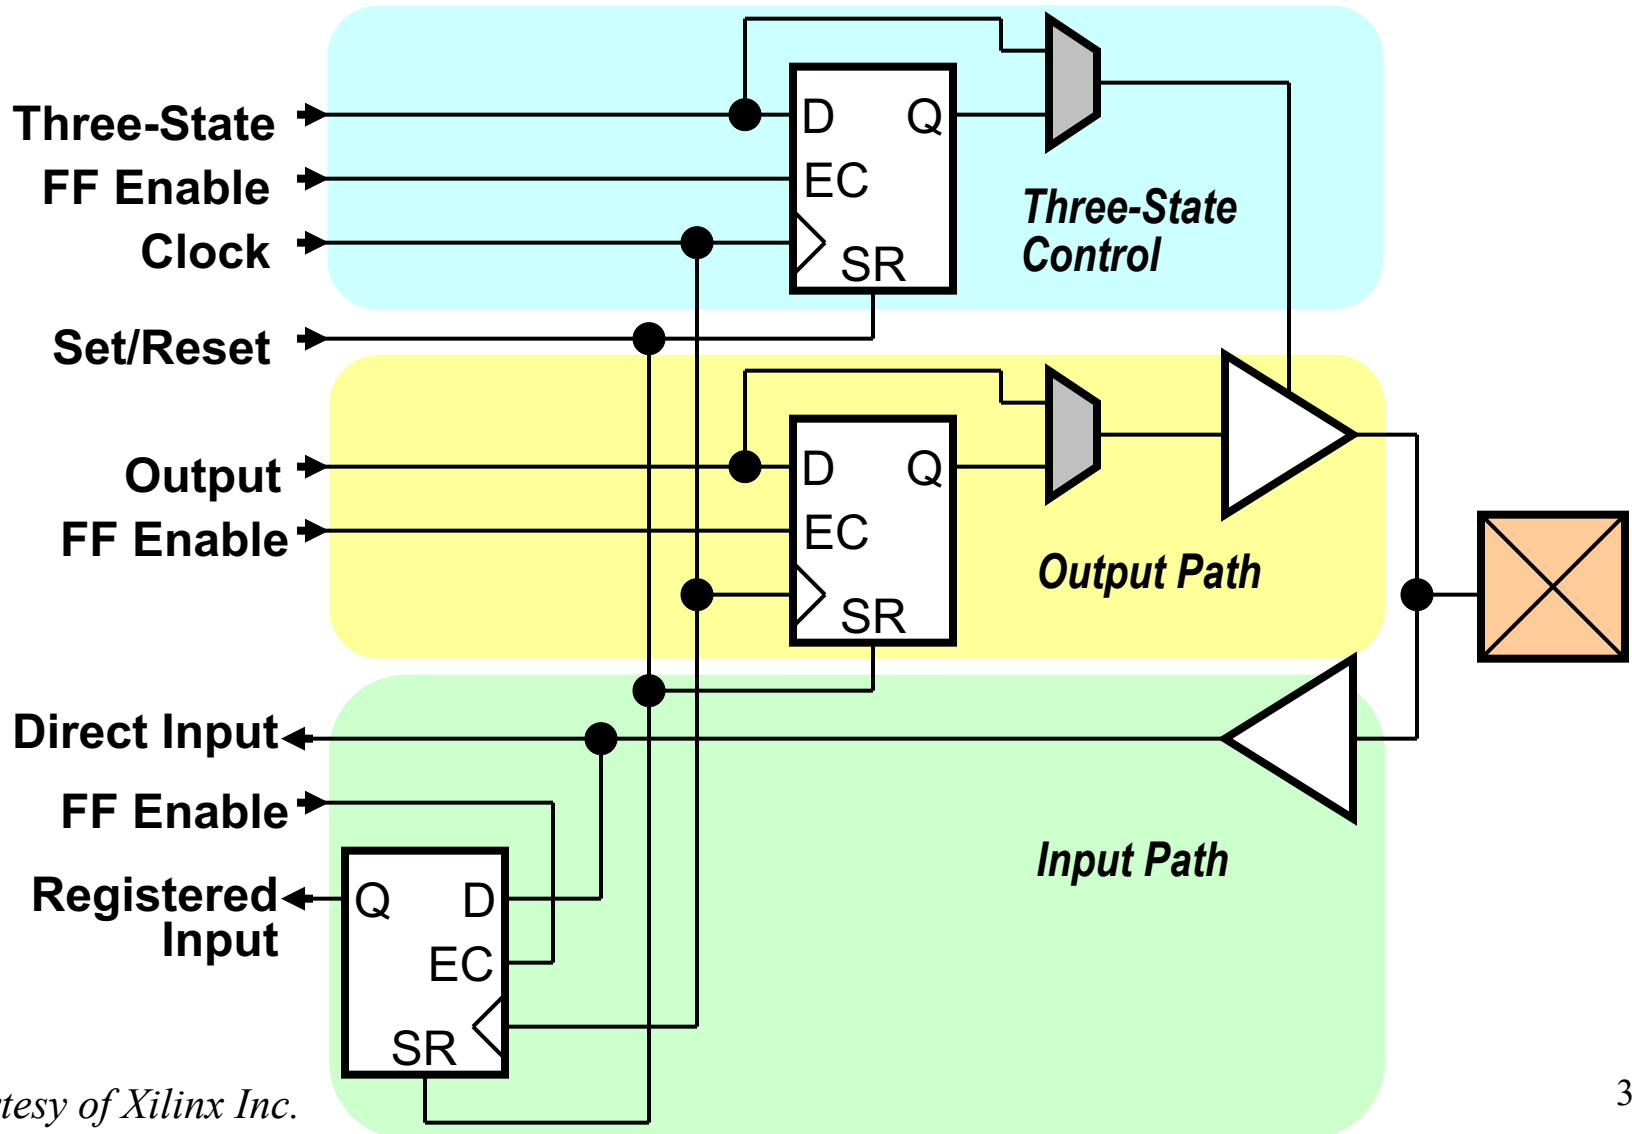 Three-State
FF Enable
Clock
Set/Reset
D Q
EC
SR
Three-State
Control
Output
FF Enable
D Q
EC
SR
Output Path
Direct Input
FF Enable
Registered
Input
Q D
EC
SR
Input Path
tesy of Xilinx Inc.
3